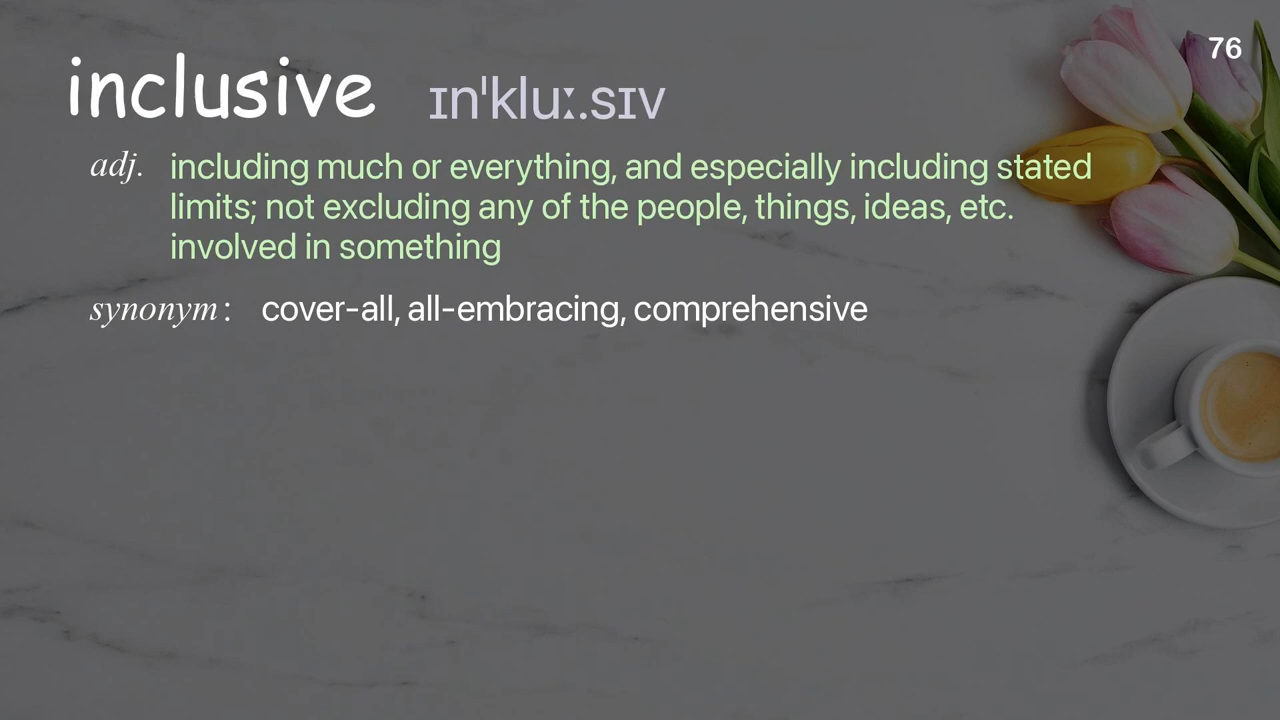 76
inclusive ɪnˈkluː.sɪv
adj. including much or everything, and especially including stated
limits; not excluding any of the people, things, ideas, etc.
involved in something
synonym: cover-all, all-embracing, comprehensive